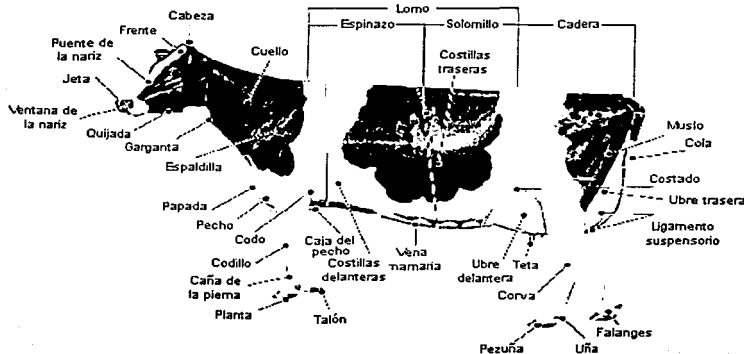 Cabeza
Lomo
Frente
Espinazo
Solomillo
Cadera
Puente de
la nariz
Cuello
Costillas
traseras
Jeta
Ventana de
la nariz
Quijada
Garganta
Espaldilla
Muslo
Cola
Costado
Ubre trasera
Ligamento
suspensorio
Papada
Pecho
Codo
Caja del
pecho
Costillas
delanteras
Vena
mamaria
Ubre
delantera
Teta
Codillo
Caña de
la pierna
Planta
Talón
Corva
Pezuña
Uña
Falanges